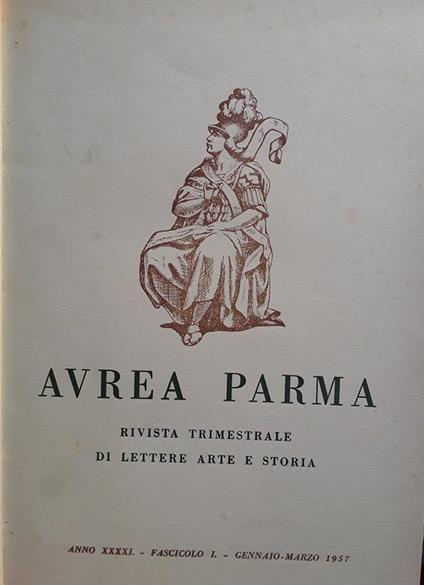 AVREA PARMA
RIVISTA TRIMESTRALE
DI LETTERE ARTE E STORIA
ANNO XXXXI. - FASCICOLO I. - GENNAIO-MARZO 1957